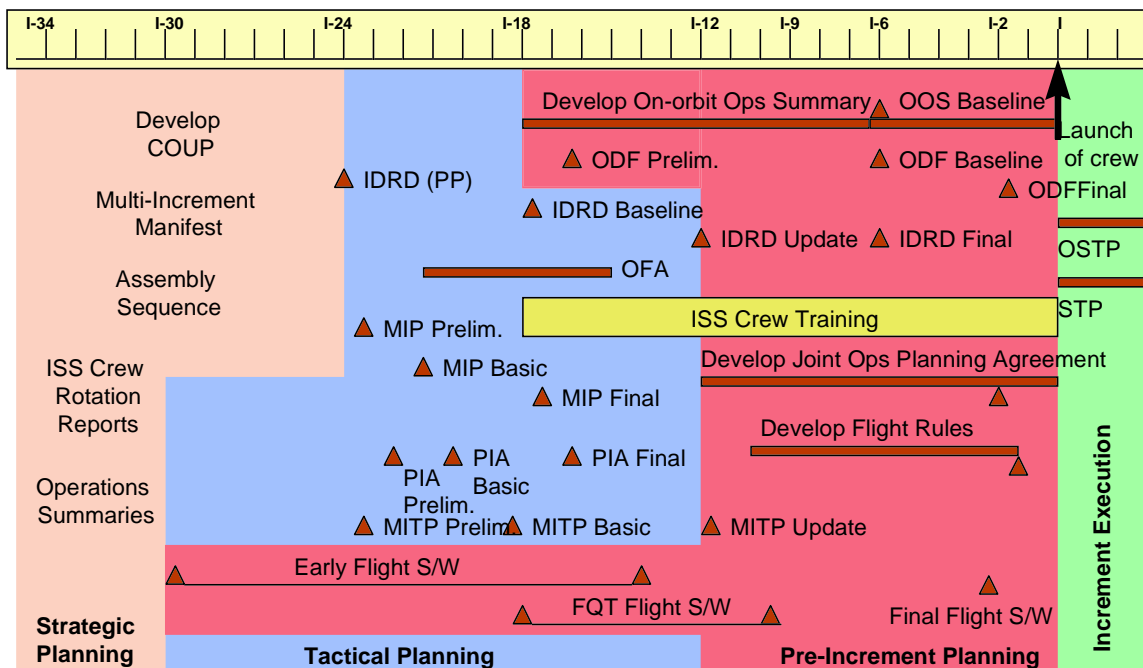 I-34 I-30 I-24 I-18 I-12 I-9 I-6 I-2 I
Develop On-orbit Ops Summary OOS Baseline
Develop
COUP
Launch
of crew
ODF Prelim. ODF Baseline
IDRD (PP)
ODFFinal
Multi-Increment
Manifest
IDRD Baseline
IDRD Update IDRD Final
OSTP
OFA
Assembly
Sequence
STP
ISS Crew Training
MIP Prelim.
Develop Joint Ops Planning Agreement
ISS Crew
Rotation
Reports
MIP Basic
MIP Final
Develop Flight Rules
PIA
Prelim.
PIA
Basic
PIA Final
Operations
Summaries
MITP Prelim. MITP Basic MITP Update
Early Flight S/W
FQT Flight S/W
Final Flight S/W
Increment Execution
Strategic
Planning
Tactical Planning
Pre-Increment Planning